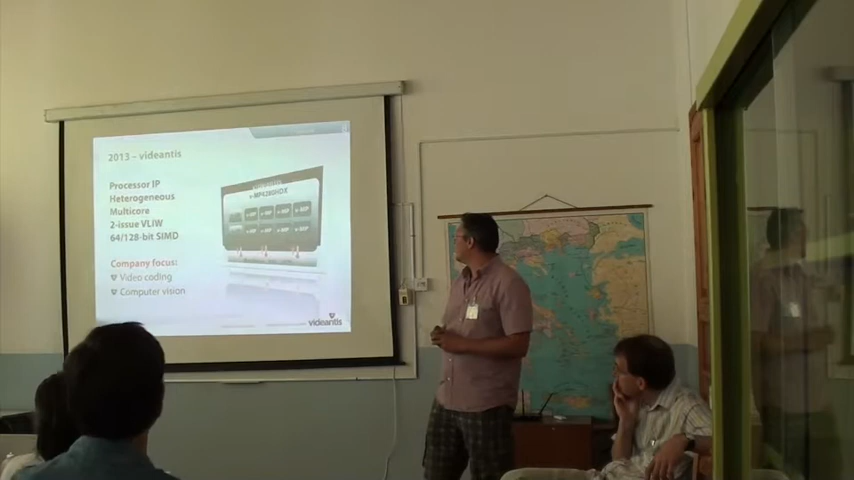 2013 – videantis
Processor IP
Heterogeneous
Multicore
2-issue VLIW
64/128-bit SIMD
Company focus:
Video coding
Computer vision
videantis